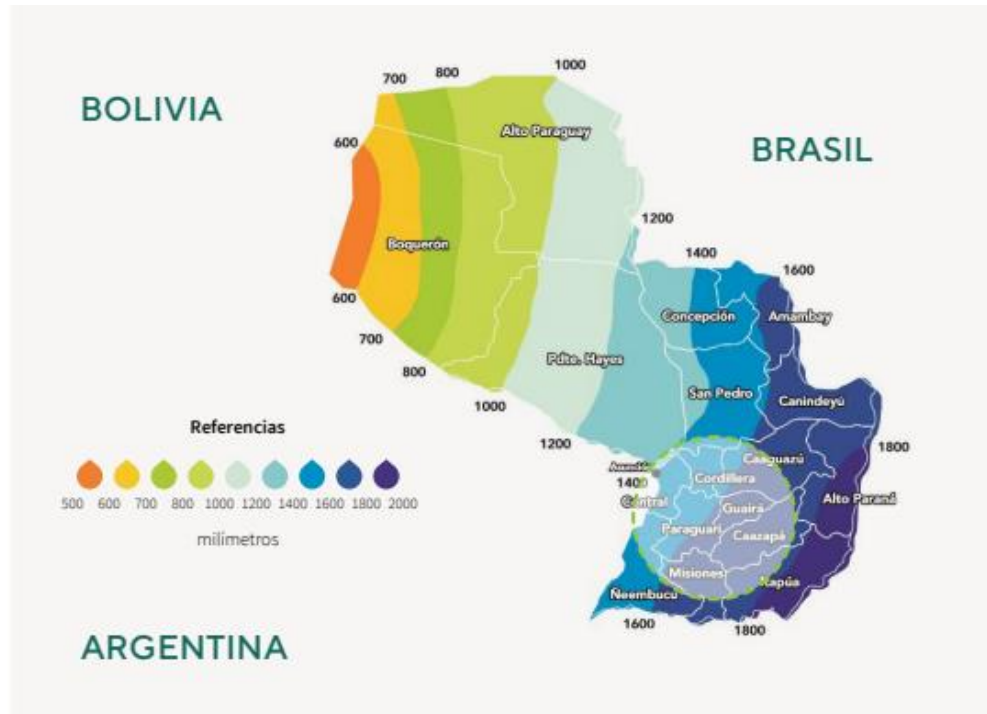 1000
800
700
BOLIVIA
Alto Paraguay
600
BRASIL
1200
Boquerón
1400
1600
600
Concepción
Amambay
700
Pdte. Hayes
800
San Pedro
Canindeyú
1000
Referencias
1200
1800
Caaguazú
Asunción
Cordillera
1400
Central
Alto Paraná
500 600 700 800 1000 1200 1400 1600 1800 2000
Guairá
Paraguarí
Caazapá
milímetros
Misiones
Itapúa
Ñeembucú
1600
1800
ARGENTINA